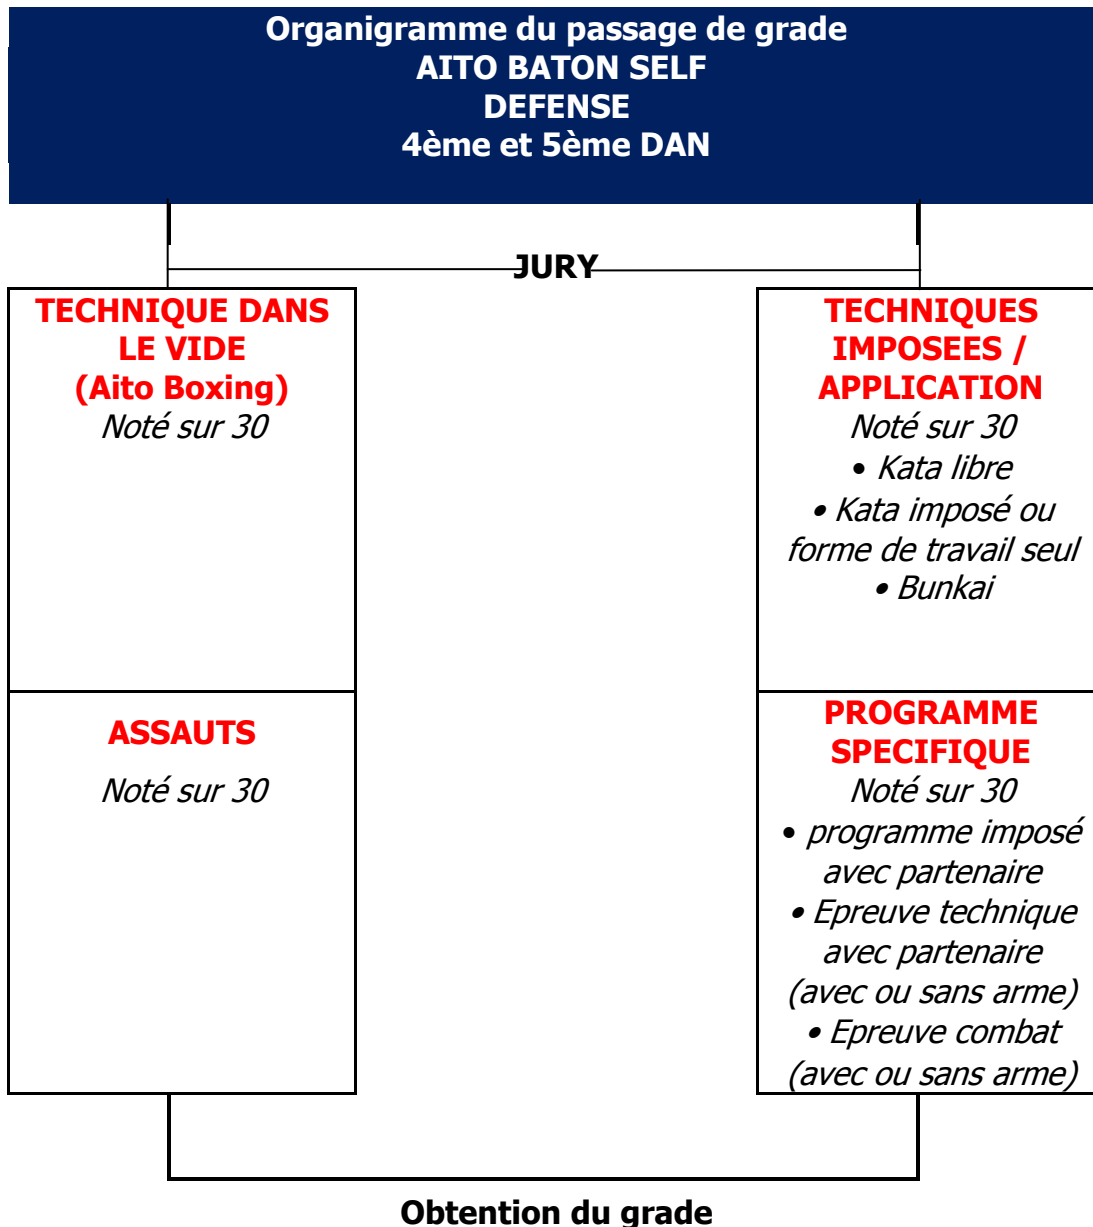 Organigramme du passage de grade
AITO BATON SELF
DEFENSE
4ème et 5ème DAN
JURY
TECHNIQUE DANS
LE VIDE
(Aito Boxing)
Noté sur 30
TECHNIQUES
IMPOSEES /
APPLICATION
Noté sur 30
• Kata libre
• Kata imposé ou
forme de travail seul
• Bunkai
ASSAUTS
Noté sur 30
PROGRAMME
SPECIFIQUE
Noté sur 30
• programme imposé
avec partenaire
• Epreuve technique
avec partenaire
(avec ou sans arme)
• Epreuve combat
(avec ou sans arme)
Obtention du grade